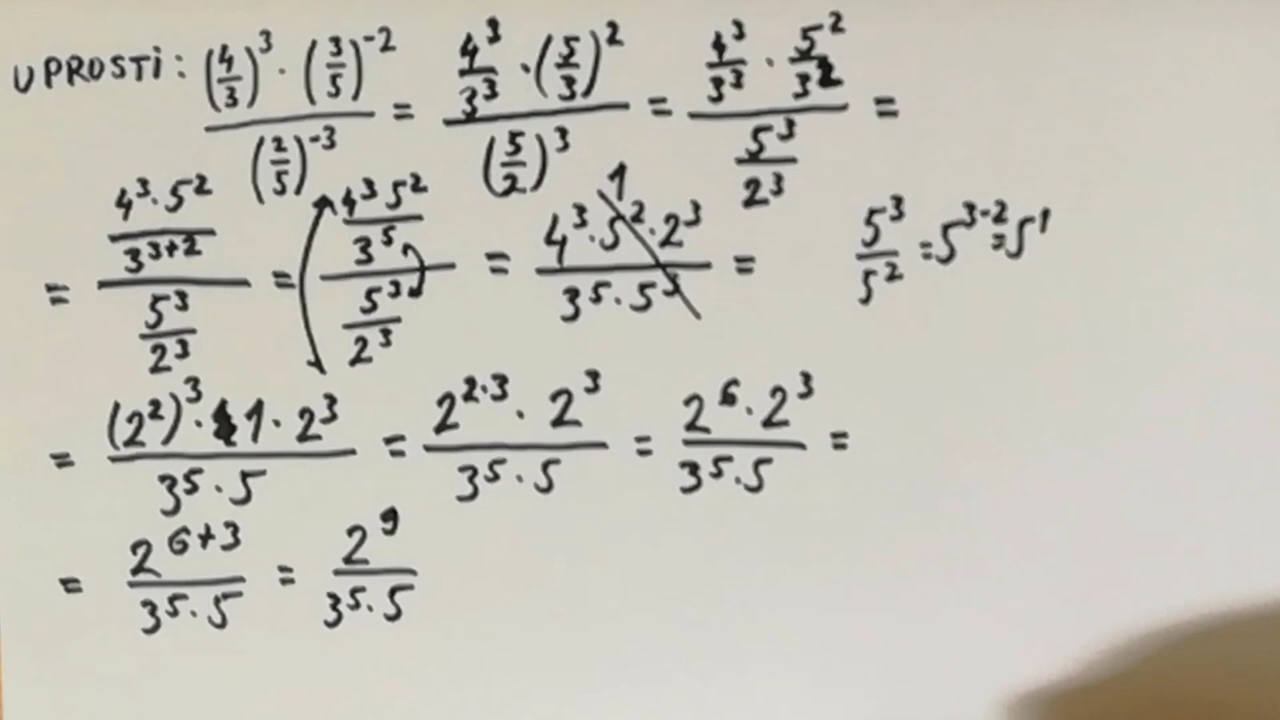 UPROSTi: ((4/3)^3 · (3/5)^-2) / (2/5)^-3 = (4^3/3^3 · (5/3)^2) / (5/2)^3 = (4^3/3^3 · 5^2/3^2) / (5^3/2^3) =
= ((4^3 · 5^2)/3^(3+2)) / (5^3/2^3) = ((4^3 5^2)/3^5) / (5^3/2^3) = (4^3 · 5^2 · 2^3)/(3^5 · 5^3) = 1
5^3/5^2 = 5^(3-2) = 5^1
= ((2^2)^3 · 1 · 2^3)/(3^5 · 5) = (2^(2·3) · 2^3)/(3^5 · 5) = (2^6 · 2^3)/(3^5 · 5) =
= 2^(6+3)/(3^5 · 5) = 2^9/(3^5 · 5)